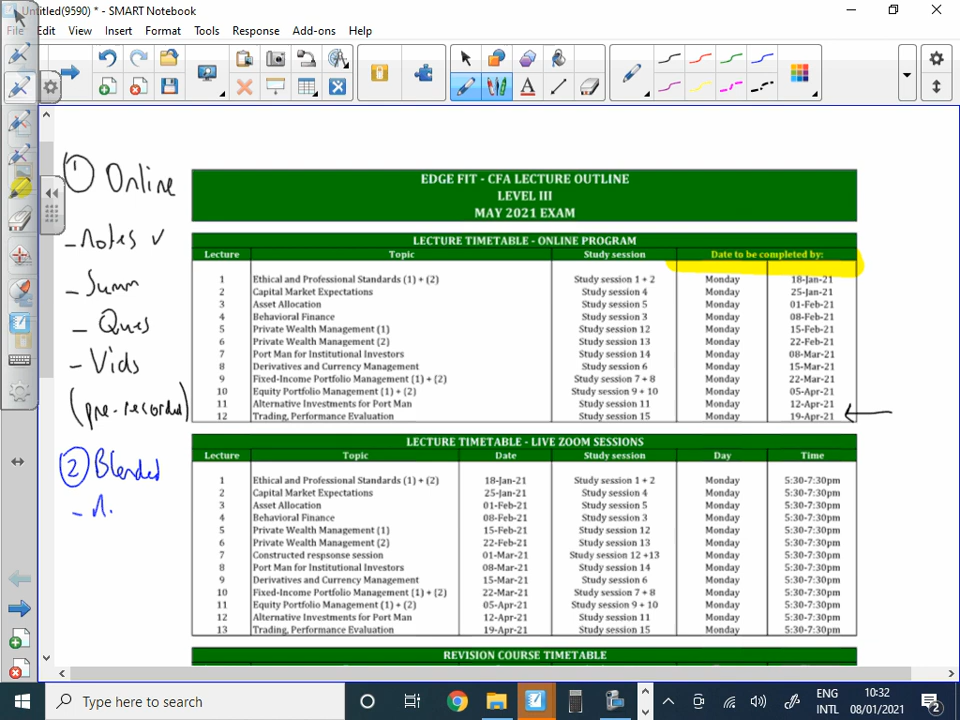 Untitled(9590) * - SMART Notebook
File Edit View Insert Format Tools Response Add-ons Help
① Online
- Notes ✓
- Summ
- Ques
- Vids
(pre-recorded)
② Blended
EDGE FIT - CFA LECTURE OUTLINE
LEVEL III
MAY 2021 EXAM
LECTURE TIMETABLE - ONLINE PROGRAM
Lecture Topic Study session Date to be completed by:
1 Ethical and Professional Standards (1) + (2) Study session 1 + 2 Monday 18-Jan-21
2 Capital Market Expectations Study session 4 Monday 25-Jan-21
3 Asset Allocation Study session 5 Monday 01-Feb-21
4 Behavioral Finance Study session 3 Monday 08-Feb-21
5 Private Wealth Management (1) Study session 12 Monday 15-Feb-21
6 Private Wealth Management (2) Study session 13 Monday 22-Feb-21
7 Port Man for Institutional Investors Study session 14 Monday 08-Mar-21
8 Derivatives and Currency Management Study session 6 Monday 15-Mar-21
9 Fixed-Income Portfolio Management (1) + (2) Study session 7 + 8 Monday 22-Mar-21
10 Equity Portfolio Management (1) + (2) Study session 9 + 10 Monday 05-Apr-21
11 Alternative Investments for Port Man Study session 11 Monday 12-Apr-21
12 Trading, Performance Evaluation Study session 15 Monday 19-Apr-21
LECTURE TIMETABLE - LIVE ZOOM SESSIONS
Lecture Topic Date Study session Day Time
1 Ethical and Professional Standards (1) + (2) 18-Jan-21 Study session 1 + 2 Monday 5:30-7:30pm
2 Capital Market Expectations 25-Jan-21 Study session 4 Monday 5:30-7:30pm
3 Asset Allocation 01-Feb-21 Study session 5 Monday 5:30-7:30pm
4 Behavioral Finance 08-Feb-21 Study session 3 Monday 5:30-7:30pm
5 Private Wealth Management (1) 15-Feb-21 Study session 12 Monday 5:30-7:30pm
6 Private Wealth Management (2) 22-Feb-21 Study session 13 Monday 5:30-7:30pm
7 Constructed respsonse session 01-Mar-21 Study session 12 +13 Monday 5:30-7:30pm
8 Port Man for Institutional Investors 08-Mar-21 Study session 14 Monday 5:30-7:30pm
9 Derivatives and Currency Management 15-Mar-21 Study session 6 Monday 5:30-7:30pm
10 Fixed-Income Portfolio Management (1) + (2) 22-Mar-21 Study session 7 + 8 Monday 5:30-7:30pm
11 Equity Portfolio Management (1) + (2) 05-Apr-21 Study session 9 + 10 Monday 5:30-7:30pm
12 Alternative Investments for Port Man 12-Apr-21 Study session 11 Monday 5:30-7:30pm
13 Trading, Performance Evaluation 19-Apr-21 Study session 15 Monday 5:30-7:30pm
REVISION COURSE TIMETABLE
Type here to search
ENG
INTL
10:32
08/01/2021
2